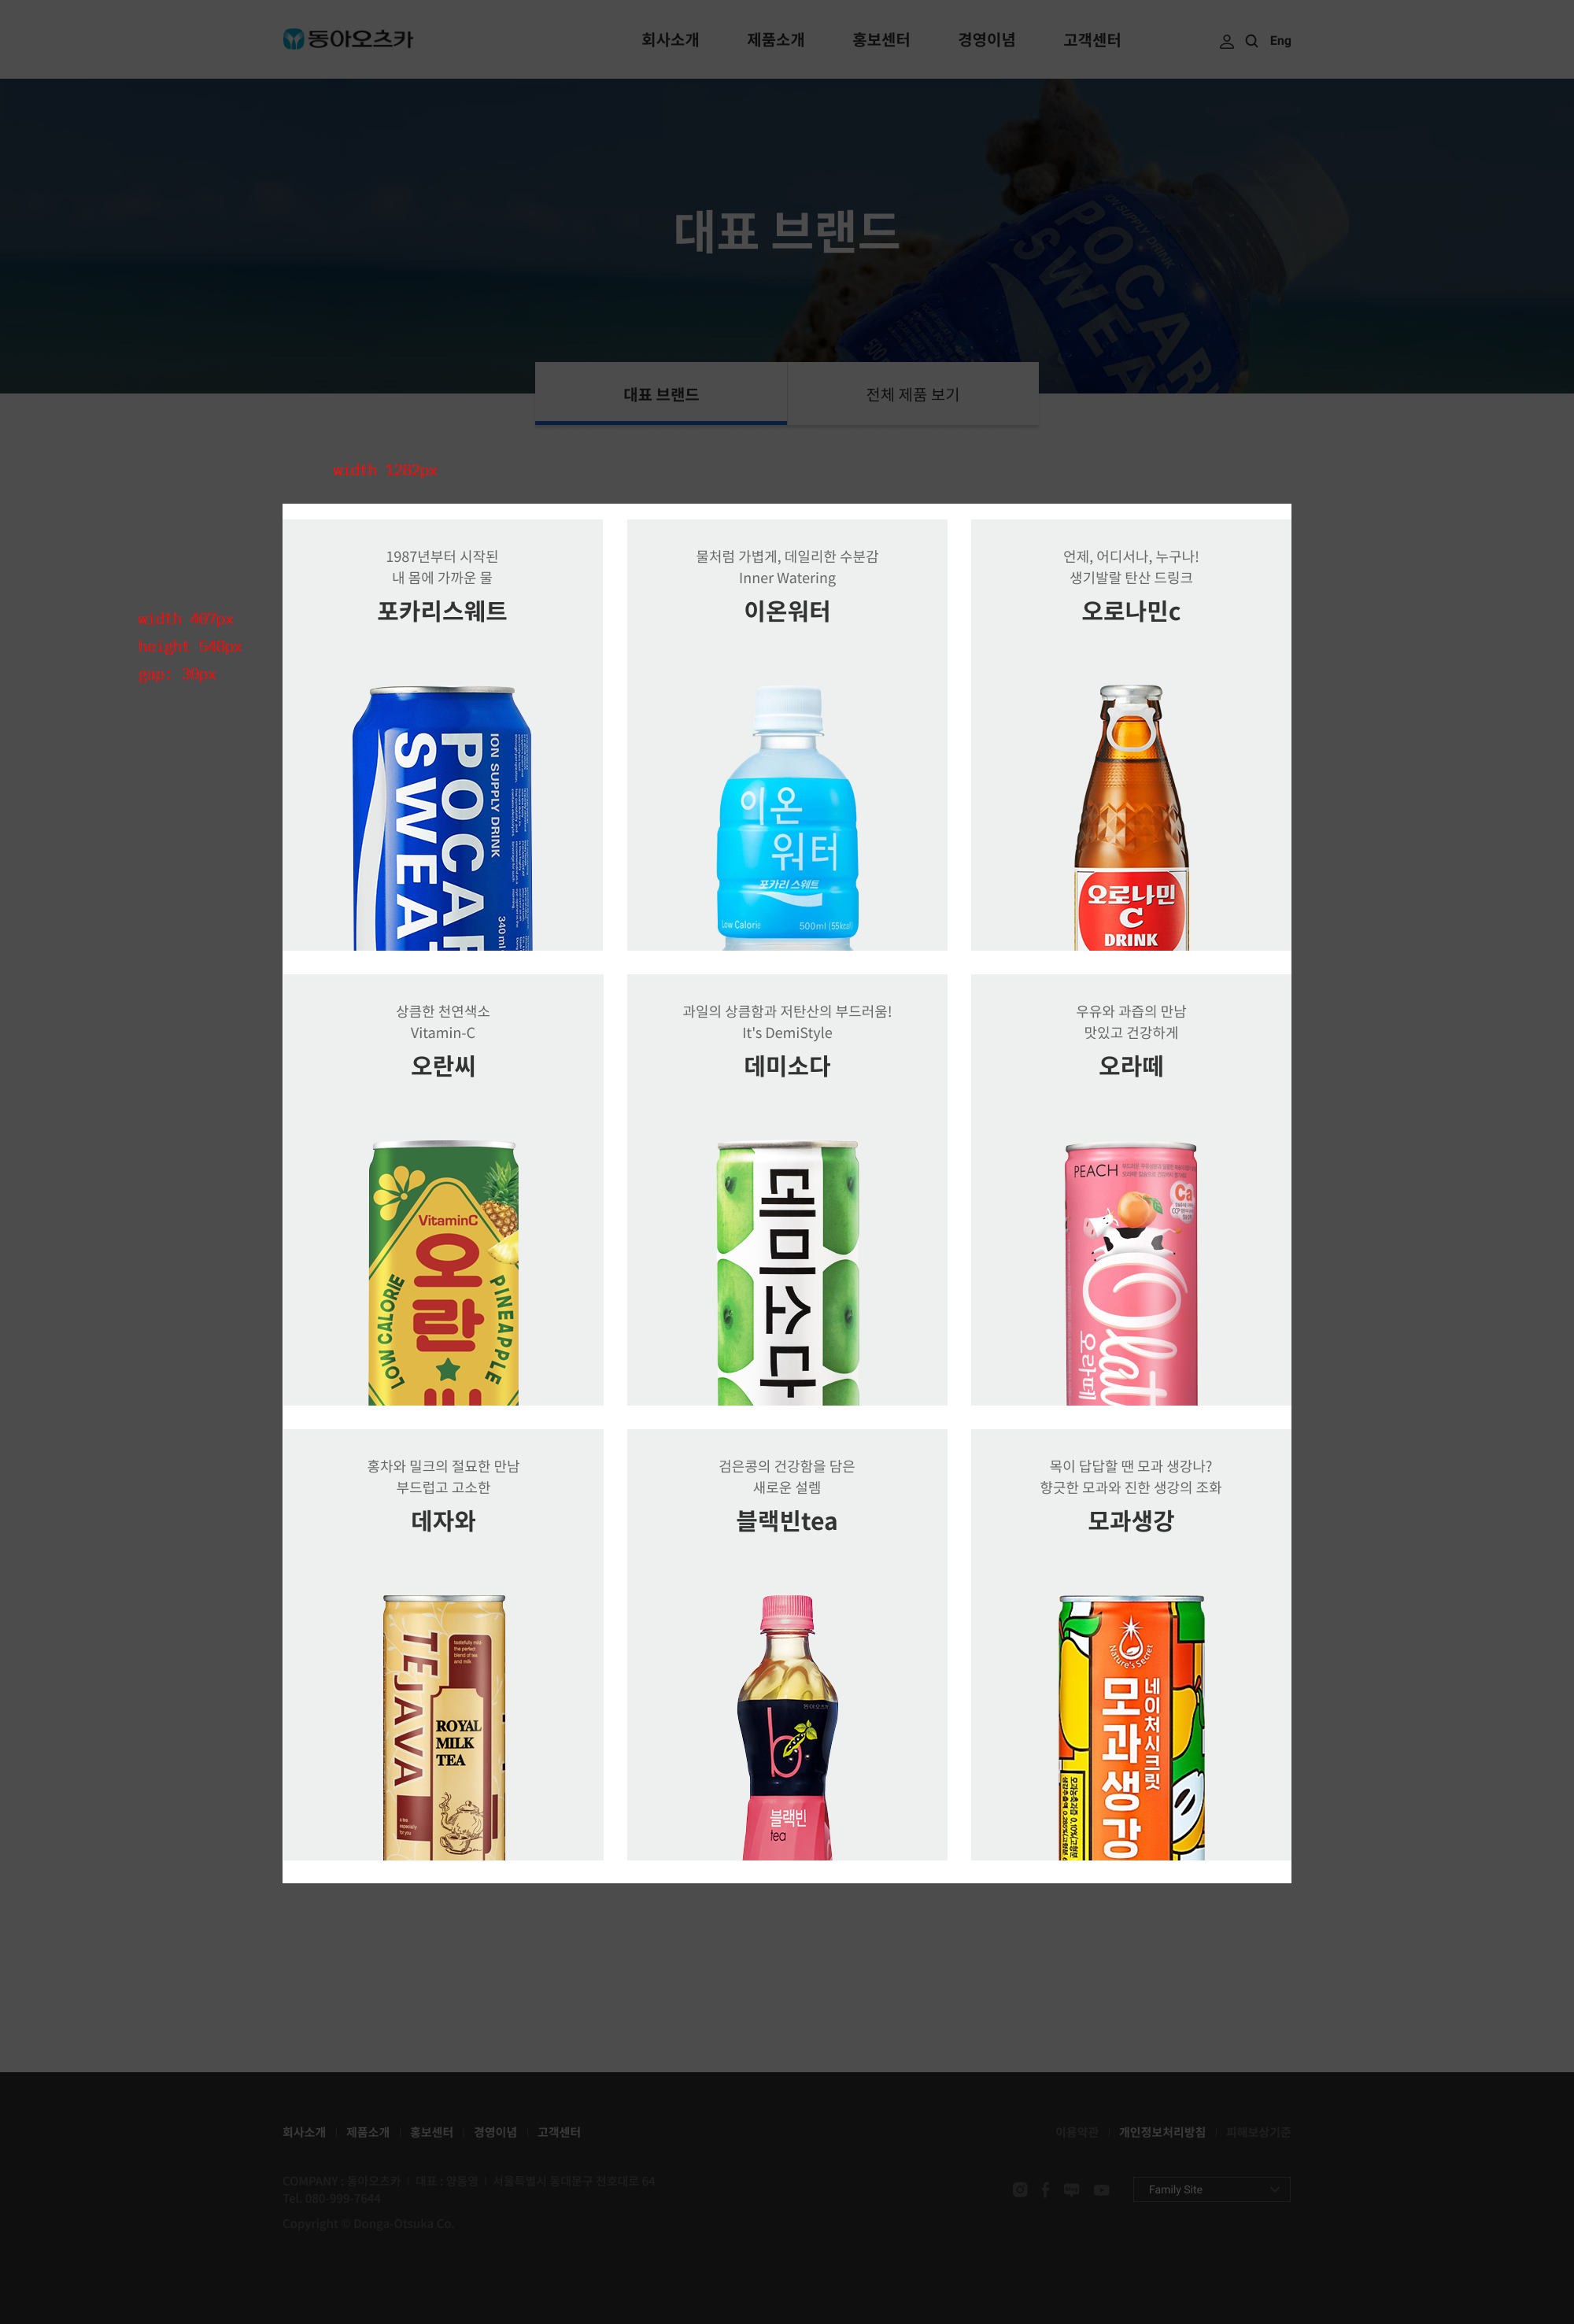 동아오츠카
회사소개 제품소개 홍보센터 경영이념 고객센터 Eng
대표 브랜드
ION SUPPLY DRINK
POCARI
SWEA
500
대표 브랜드 전체 제품 보기
width 1202px
width 407px
height 548px
gap: 30px
1987년부터 시작된
내 몸에 가까운 물
포카리스웨트
ION SUPPLY DRINK
POCAR
SWEAT
340ml
물처럼 가볍게, 데일리한 수분감
Inner Watering
이온워터
이온
워터
포카리 스웨트
Low Calorie 500ml (55kcal)
언제, 어디서나, 누구나!
생기발랄 탄산 드링크
오로나민c
오로나민
C
DRINK
상큼한 천연색소
Vitamin-C
오란씨
VitaminC
오란
LOW CALORIE
PINEAPPLE
과일의 상큼함과 저탄산의 부드러움!
It's DemiStyle
데미소다
데미소다
우유와 과즙의 만남
맛있고 건강하게
오라떼
PEACH
Ca
Olat
오라떼
홍차와 밀크의 절묘한 만남
부드럽고 고소한
데자와
TEJAVA
ROYAL
MILK
TEA
검은콩의 건강함을 담은
새로운 설렘
블랙빈tea
b
블랙빈
tea
목이 답답할 땐 모과 생강나?
향긋한 모과와 진한 생강의 조화
모과생강
Nature's Secret
네이처시크릿
모과생강
회사소개 | 제품소개 | 홍보센터 | 경영이념 | 고객센터
이용약관 | 개인정보처리방침 | 피해보상기준
COMPANY : 동아오츠카 | 대표 : 양동영 | 서울특별시 동대문구 천호대로 64
Tel. 080-999-7644
Copyright © Donga-Otsuka Co.
Family Site